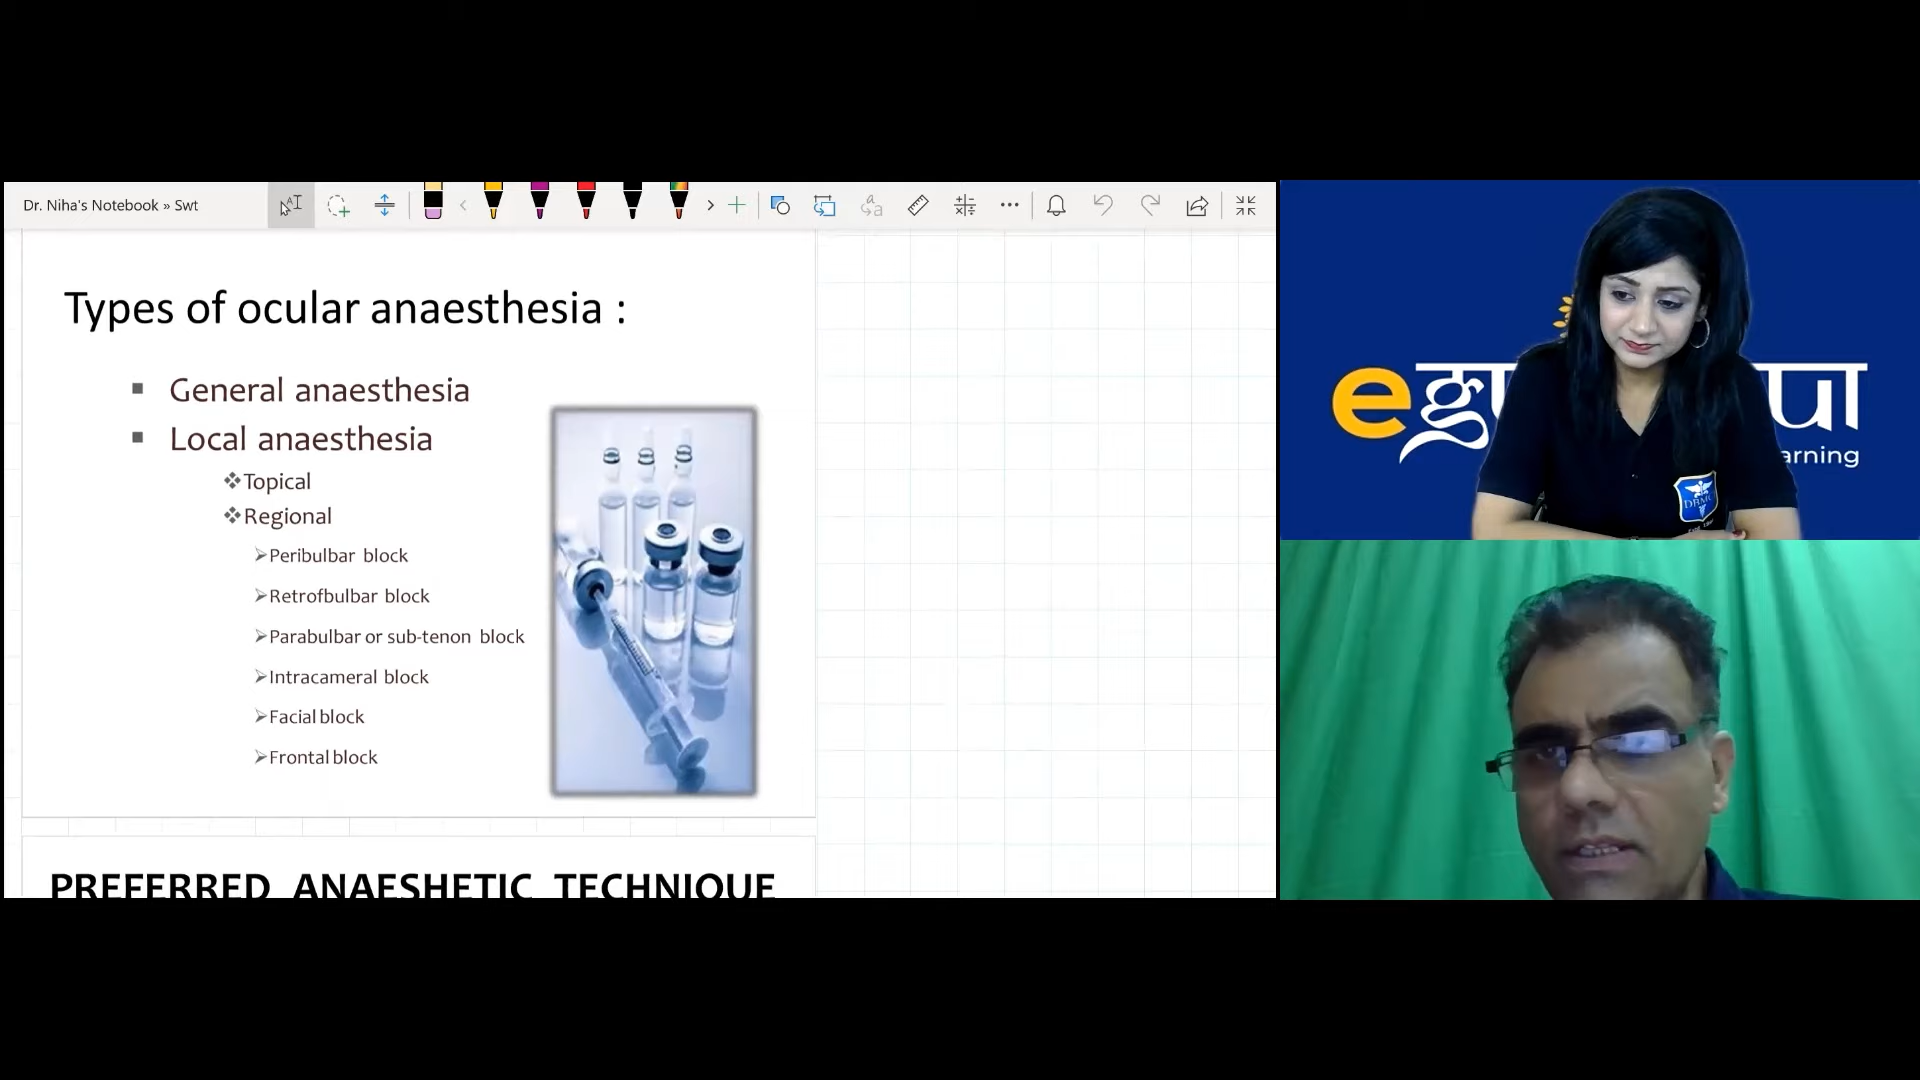 Dr. Niha's Notebook » Swt
Types of ocular anaesthesia :
General anaesthesia
Local anaesthesia
Topical
Regional
Peribulbar block
Retrofbulbar block
Parabulbar or sub-tenon block
Intracameral block
Facial block
Frontal block
PREFERRED ANAESHETIC TECHNIQUE